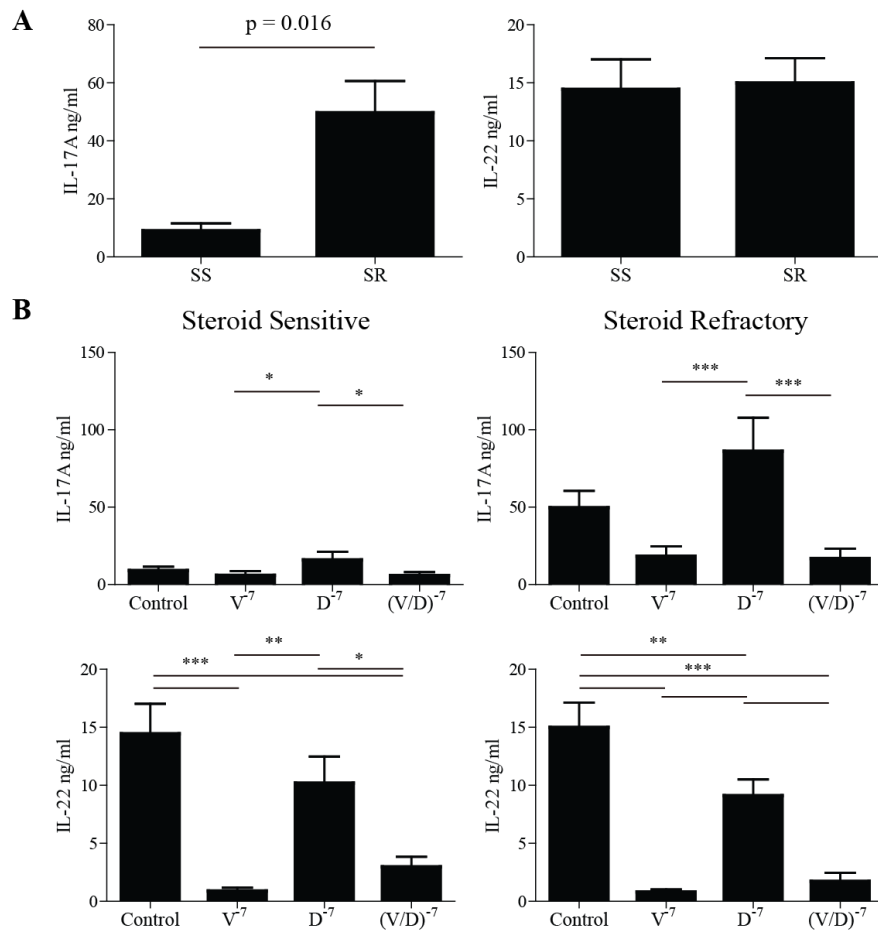 A
p = 0.016
80
60
40
20
0
IL-17A ng/ml
SS
SR
20
15
10
5
0
IL-22 ng/ml
SS
SR
B
Steroid Sensitive
Steroid Refractory
150
100
50
0
IL-17A ng/ml
*
*
Control
V⁻⁷
D⁻⁷
(V/D)⁻⁷
150
100
50
0
IL-17A ng/ml
***
***
Control
V⁻⁷
D⁻⁷
(V/D)⁻⁷
20
15
10
5
0
IL-22 ng/ml
**
***
*
Control
V⁻⁷
D⁻⁷
(V/D)⁻⁷
20
15
10
5
0
IL-22 ng/ml
**
***
Control
V⁻⁷
D⁻⁷
(V/D)⁻⁷